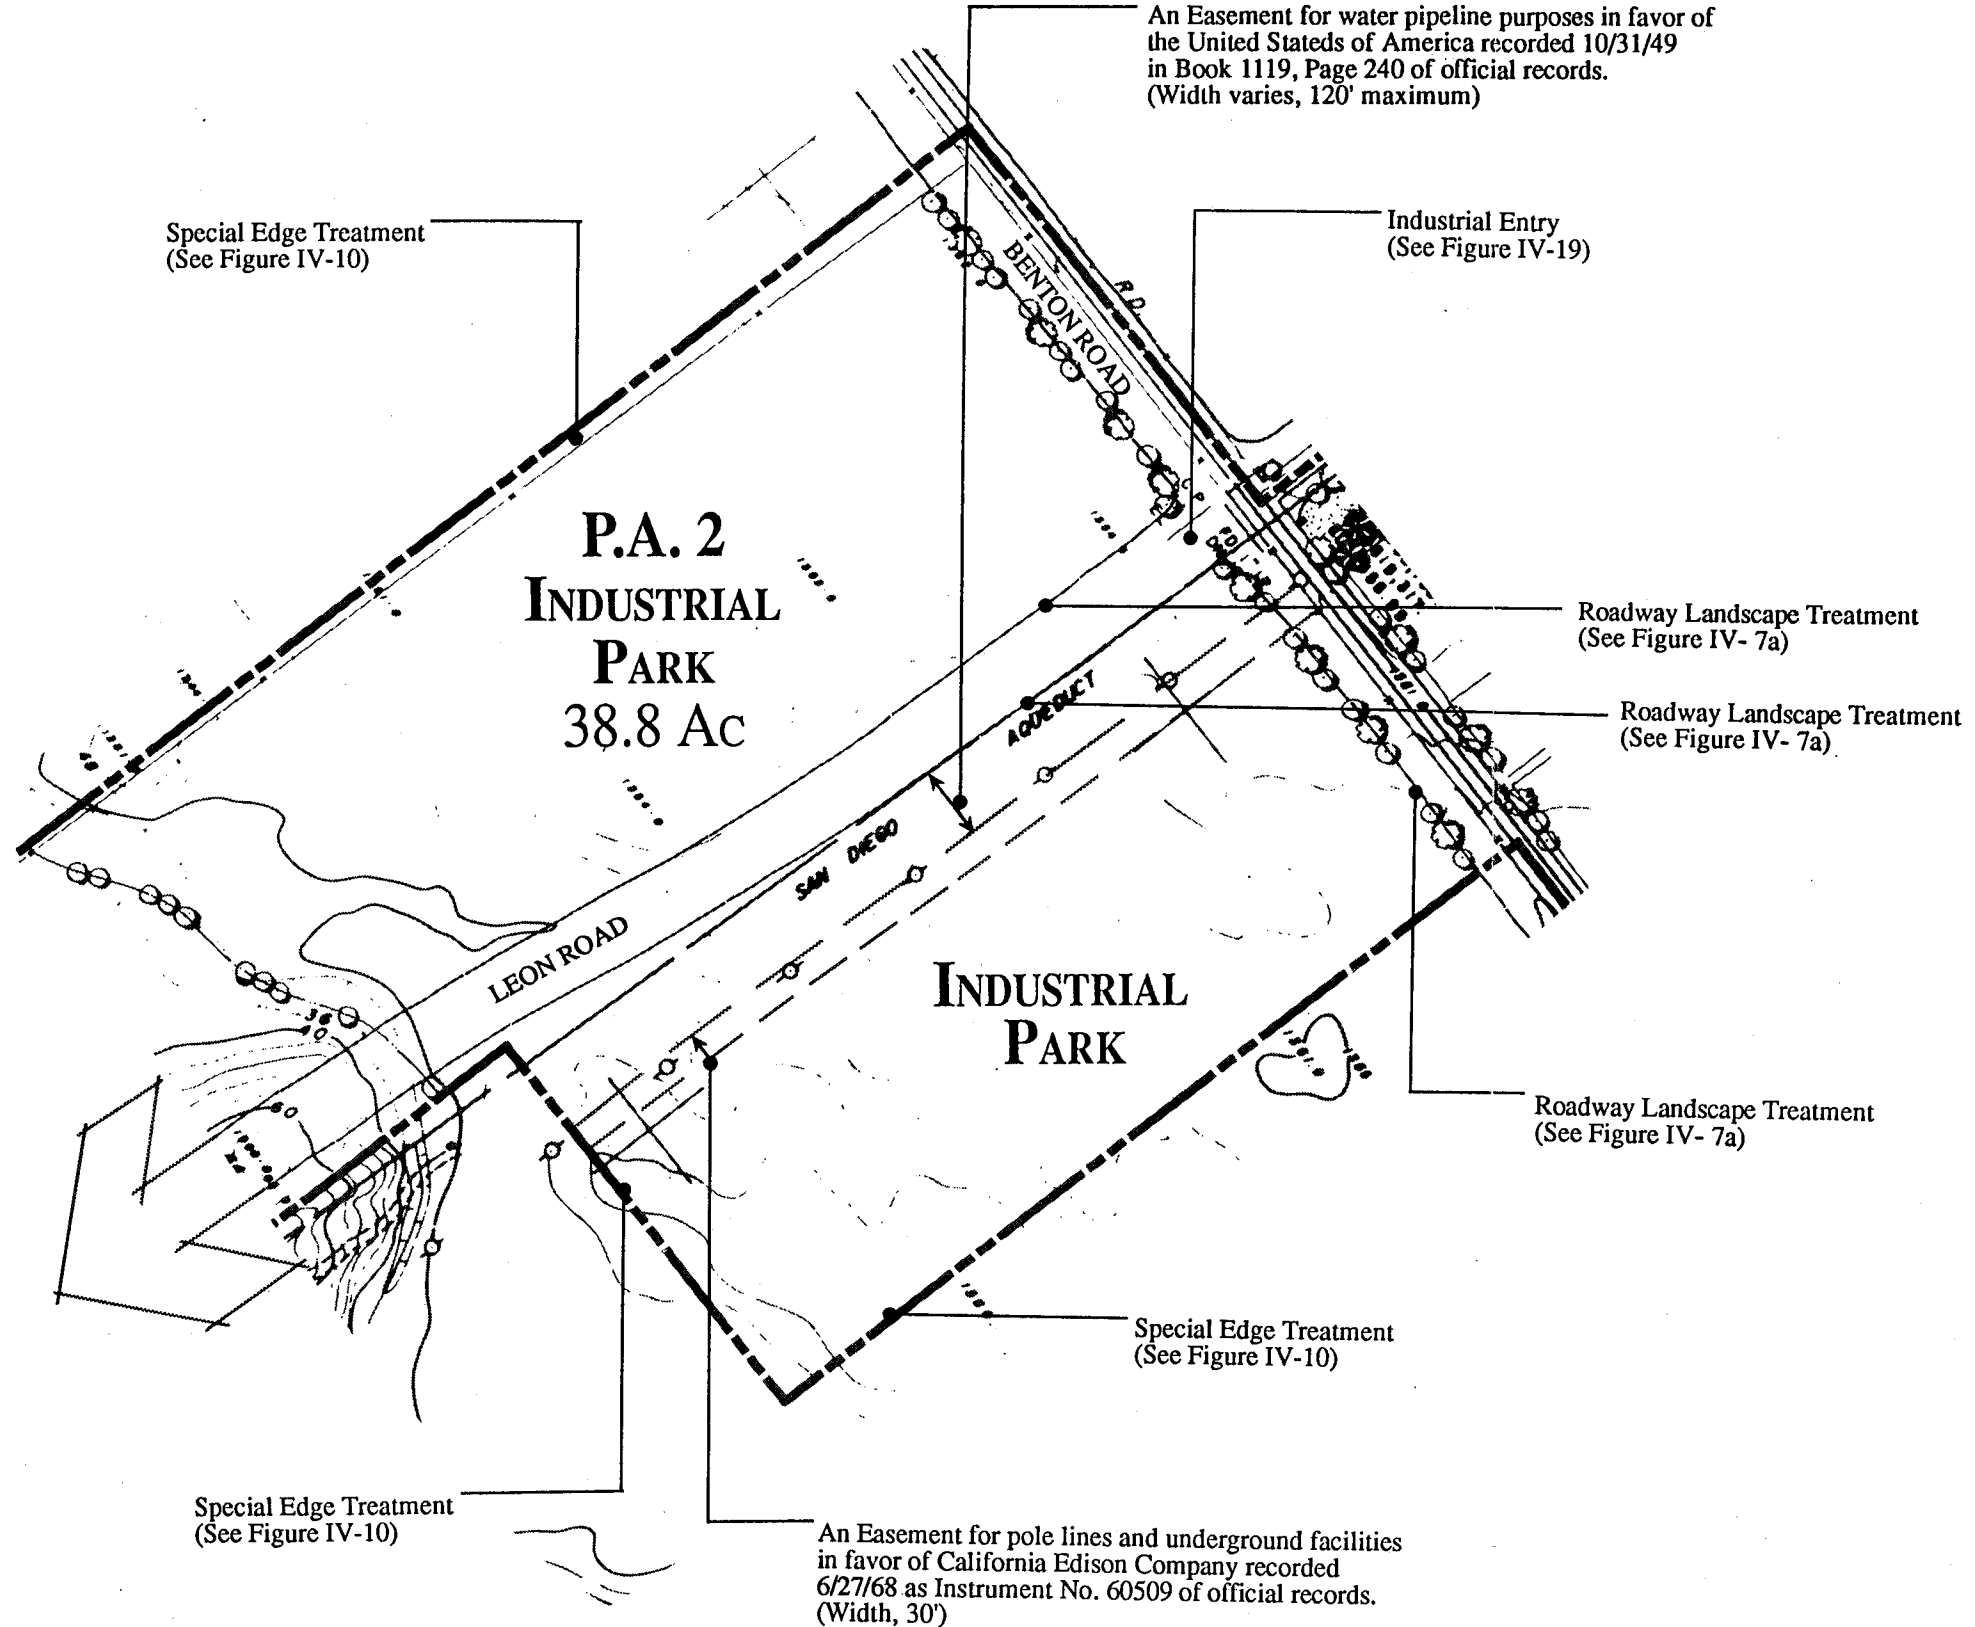 An Easement for water pipeline purposes in favor of
the United Stateds of America recorded 10/31/49
in Book 1119, Page 240 of official records.
(Width varies, 120' maximum)
Special Edge Treatment
(See Figure IV-10)
Industrial Entry
(See Figure IV-19)
BENTON ROAD
RD.
P.A. 2
INDUSTRIAL
PARK
38.8 AC
Roadway Landscape Treatment
(See Figure IV- 7a)
AQUEDUCT
Roadway Landscape Treatment
(See Figure IV- 7a)
SAN DIEGO
LEON ROAD
INDUSTRIAL
PARK
36
40
60
Roadway Landscape Treatment
(See Figure IV- 7a)
Special Edge Treatment
(See Figure IV-10)
Special Edge Treatment
(See Figure IV-10)
An Easement for pole lines and underground facilities
in favor of California Edison Company recorded
6/27/68 as Instrument No. 60509 of official records.
(Width, 30')